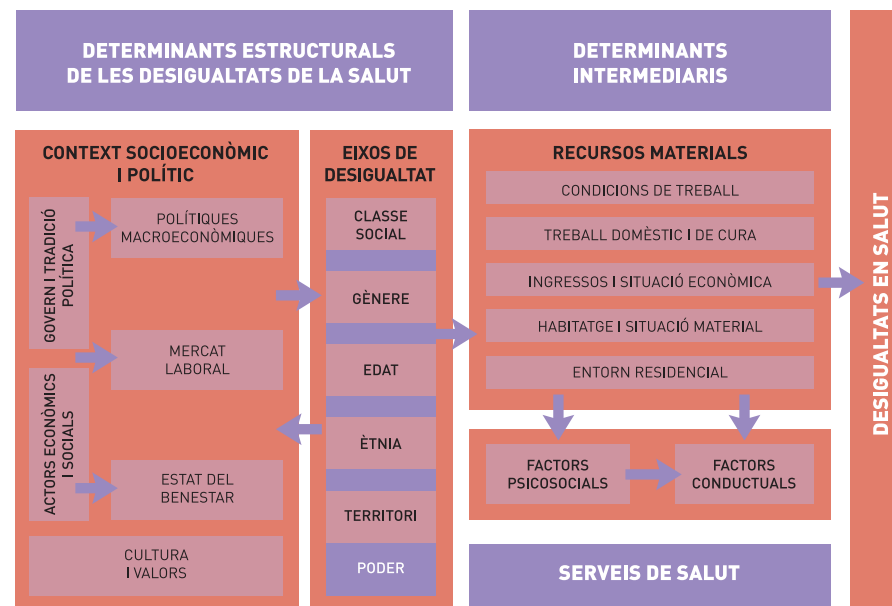 DETERMINANTS ESTRUCTURALS
DE LES DESIGUALTATS DE LA SALUT
DETERMINANTS
INTERMEDIARIS
CONTEXT SOCIOECONÒMIC
I POLÍTIC
GOVERN I TRADICIÓ
POLÍTICA
POLÍTIQUES
MACROECONÒMIQUES
MERCAT
LABORAL
ACTORS ECONÒMICS
I SOCIALS
ESTAT DEL
BENESTAR
CULTURA
I VALORS
EIXOS DE
DESIGUALTAT
CLASSE
SOCIAL
GÈNERE
EDAT
ÈTNIA
TERRITORI
PODER
RECURSOS MATERIALS
CONDICIONS DE TREBALL
TREBALL DOMÈSTIC I DE CURA
INGRESSOS I SITUACIÓ ECONÒMICA
HABITATGE I SITUACIÓ MATERIAL
ENTORN RESIDENCIAL
FACTORS
PSICOSOCIALS
FACTORS
CONDUCTUALS
SERVEIS DE SALUT
DESIGUALTATS EN SALUT